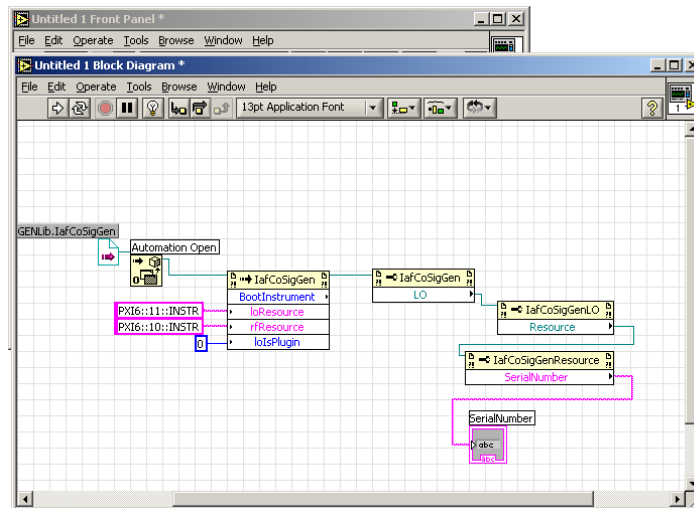 Untitled 1 Front Panel *
File Edit Operate Tools Browse Window Help
Untitled 1 Block Diagram *
File Edit Operate Tools Browse Window Help
13pt Application Font
1
GENLib.IafCoSigGen
Automation Open
IafCoSigGen
BootInstrument
loResource
rfResource
loIsPlugin
PXI6::11::INSTR
PXI6::10::INSTR
0
IafCoSigGen
LO
IafCoSigGenLO
Resource
IafCoSigGenResource
SerialNumber
SerialNumber
abc
abc